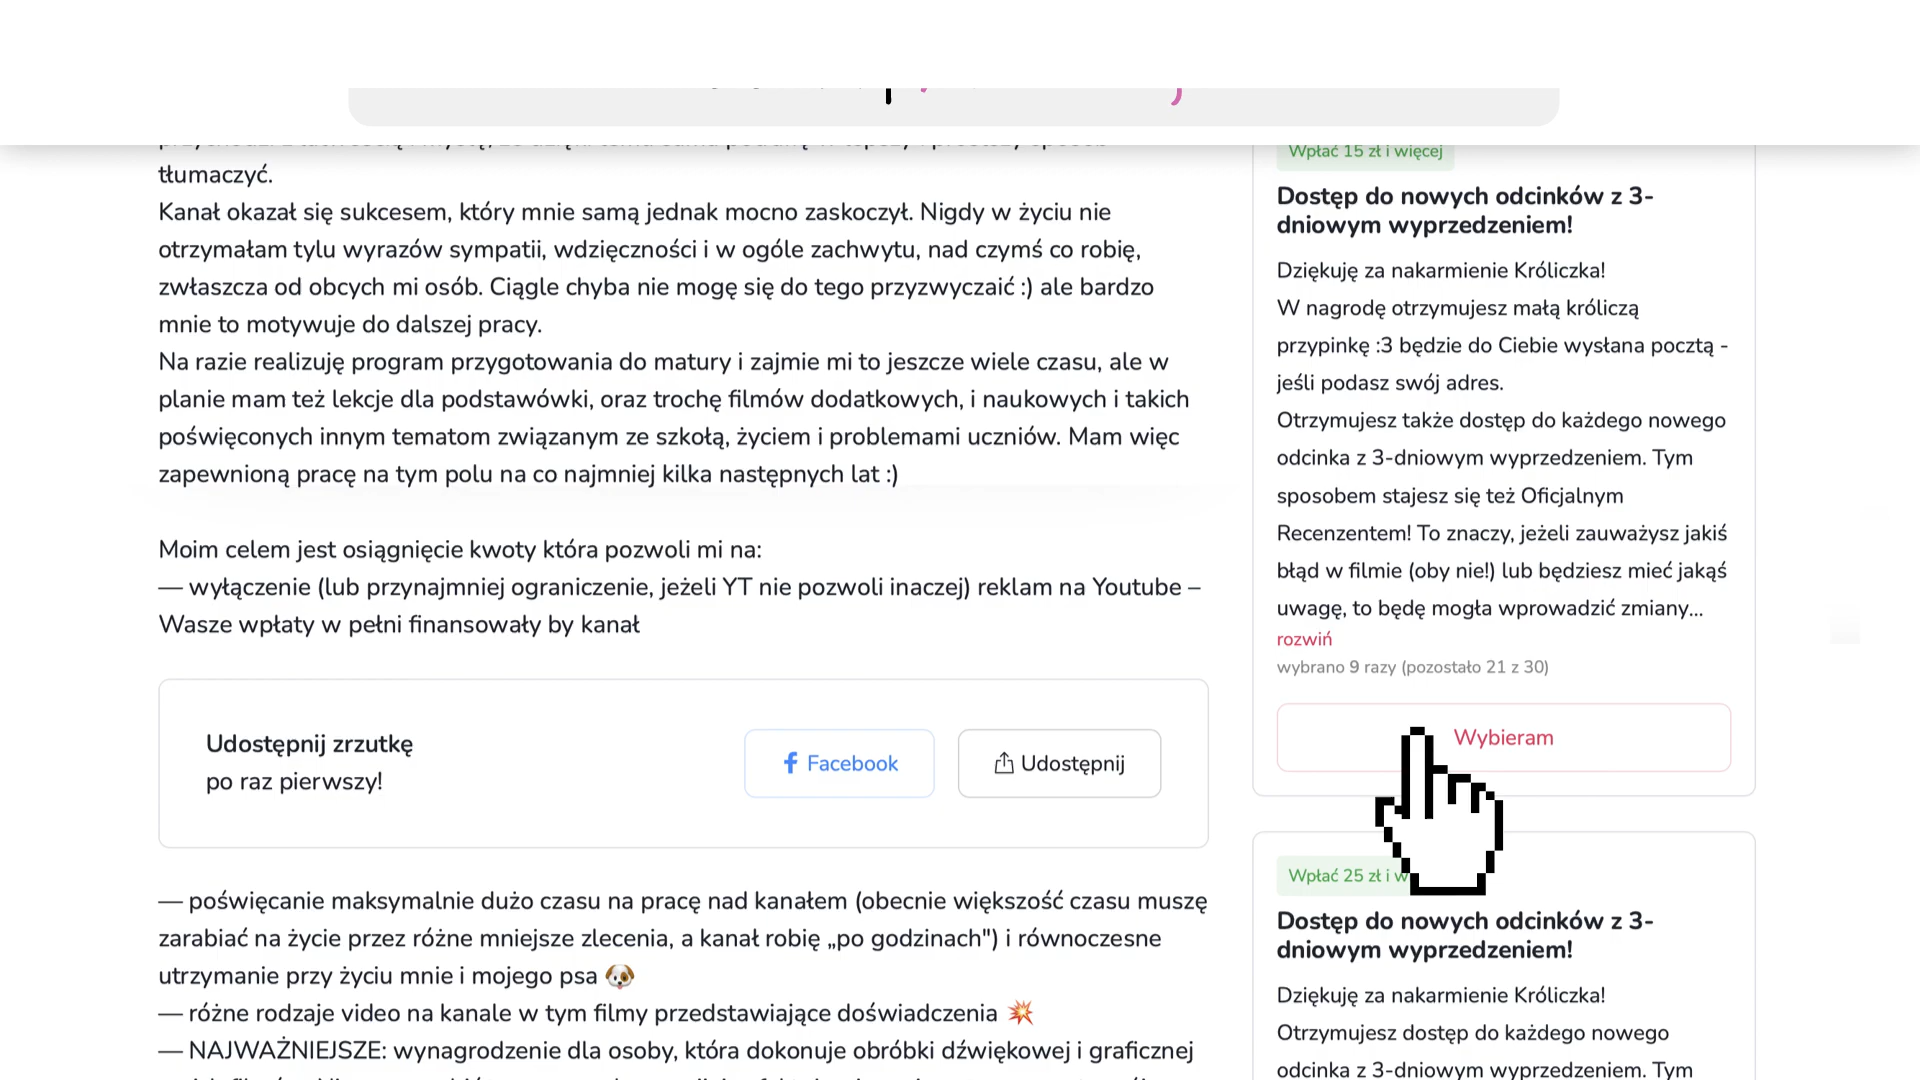 tłumaczyć.
Kanał okazał się sukcesem, który mnie samą jednak mocno zaskoczył. Nigdy w życiu nie
otrzymałam tylu wyrazów sympatii, wdzięczności i w ogóle zachwytu, nad czymś co robię,
zwłaszcza od obcych mi osób. Ciągle chyba nie mogę się do tego przyzwyczaić :) ale bardzo
mnie to motywuje do dalszej pracy.
Na razie realizuję program przygotowania do matury i zajmie mi to jeszcze wiele czasu, ale w
planie mam też lekcje dla podstawówki, oraz trochę filmów dodatkowych, i naukowych i takich
poświęconych innym tematom związanym ze szkołą, życiem i problemami uczniów. Mam więc
zapewnioną pracę na tym polu na co najmniej kilka następnych lat :)
Moim celem jest osiągnięcie kwoty która pozwoli mi na:
— wyłączenie (lub przynajmniej ograniczenie, jeżeli YT nie pozwoli inaczej) reklam na Youtube –
Wasze wpłaty w pełni finansowały by kanał
Udostępnij zrzutkę
po raz pierwszy!
Facebook
Udostępnij
— poświęcanie maksymalnie dużo czasu na pracę nad kanałem (obecnie większość czasu muszę
zarabiać na życie przez różne mniejsze zlecenia, a kanał robię „po godzinach") i równoczesne
utrzymanie przy życiu mnie i mojego psa 🐶
— różne rodzaje video na kanale w tym filmy przedstawiające doświadczenia 💥
— NAJWAŻNIEJSZE: wynagrodzenie dla osoby, która dokonuje obróbki dźwiękowej i graficznej
Wpłać 15 zł i więcej
Dostęp do nowych odcinków z 3-
dniowym wyprzedzeniem!
Dziękuję za nakarmienie Króliczka!
W nagrodę otrzymujesz małą króliczą
przypinkę :3 będzie do Ciebie wysłana pocztą -
jeśli podasz swój adres.
Otrzymujesz także dostęp do każdego nowego
odcinka z 3-dniowym wyprzedzeniem. Tym
sposobem stajesz się też Oficjalnym
Recenzentem! To znaczy, jeżeli zauważysz jakiś
błąd w filmie (oby nie!) lub będziesz mieć jakąś
uwagę, to będę mogła wprowadzić zmiany...
rozwiń
wybrano 9 razy (pozostało 21 z 30)
Wybieram
Wpłać 25 zł i w
Dostęp do nowych odcinków z 3-
dniowym wyprzedzeniem!
Dziękuję za nakarmienie Króliczka!
Otrzymujesz dostęp do każdego nowego
odcinka z 3-dniowym wyprzedzeniem. Tym